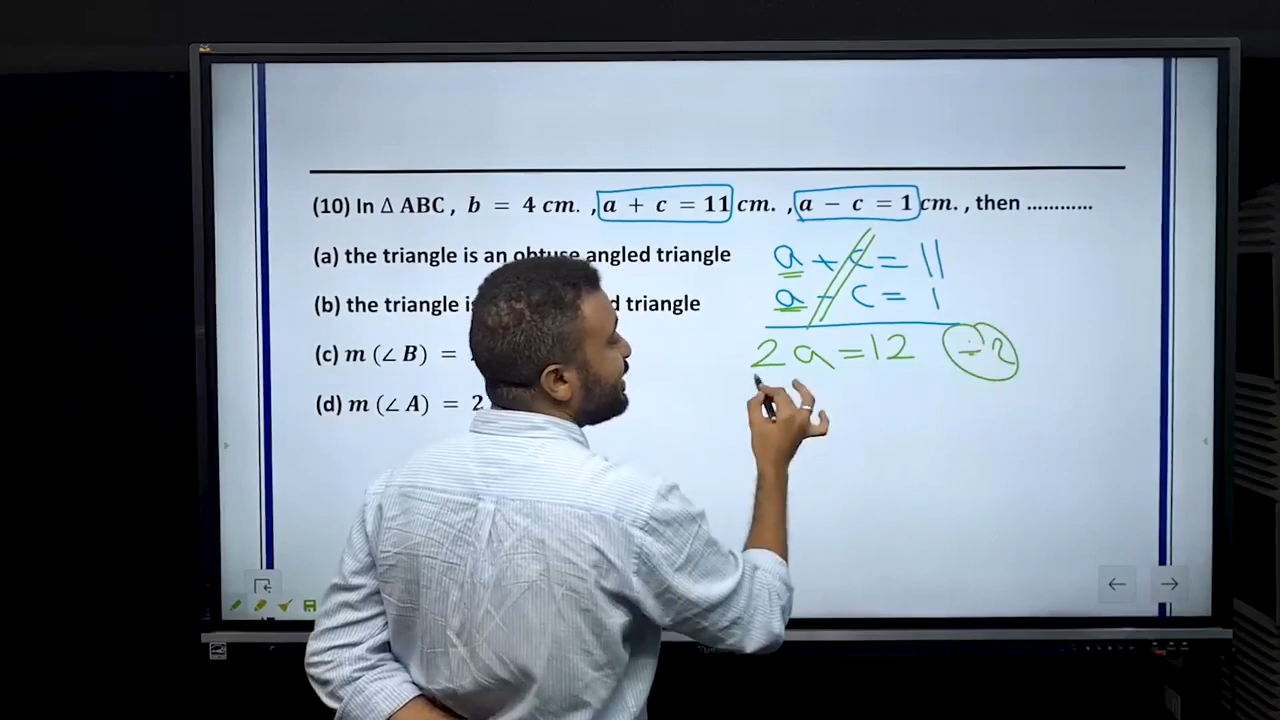 (10) In Δ ABC , b = 4 cm. , a + c = 11 cm. , a − c = 1 cm. , then ............
(a) the triangle is an obtuse angled triangle
(b) the triangle triangle
(c) m (∠ B) =
(d) m (∠ A) = 2
a + c = 11
a - c = 1
2a = 12 ÷ 2